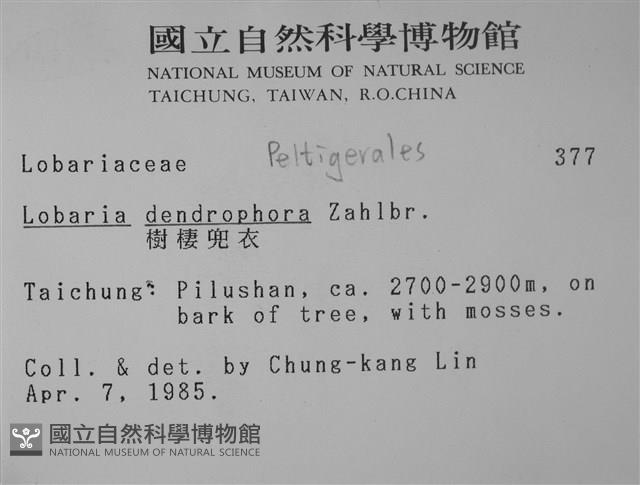 國立自然科學博物館
NATIONAL MUSEUM OF NATURAL SCIENCE
TAICHUNG, TAIWAN, R.O.CHINA
Lobariaceae Peltigerales 377
Lobaria dendrophora Zahlbr.
樹棲兜衣
Taichung: Pilushan, ca. 2700-2900m, on
bark of tree, with mosses.
Coll. & det. by Chung-kang Lin
Apr. 7, 1985.
國立自然科學博物館
NATIONAL MUSEUM OF NATURAL SCIENCE